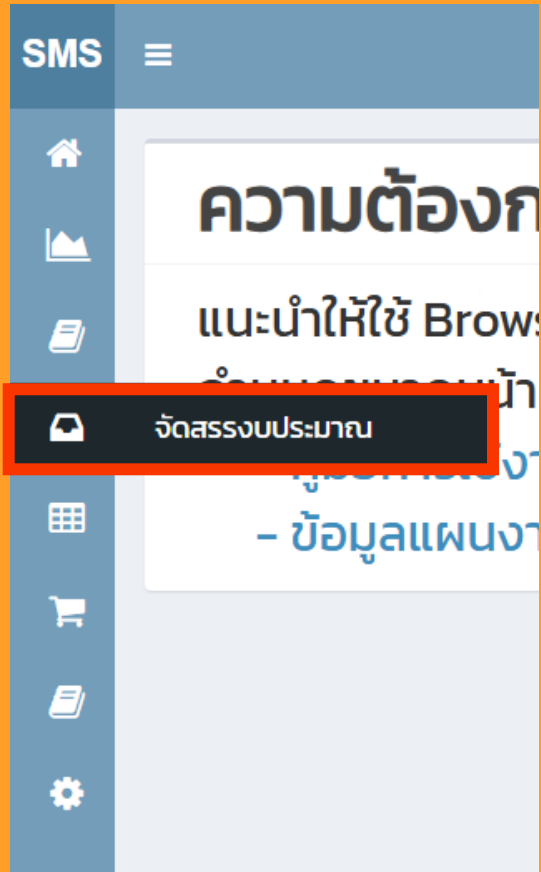 SMS
ความต้องก
แนะนำให้ใช้ Brows
จัดสรรงบประมาณ
- ข้อมูลแผนงา